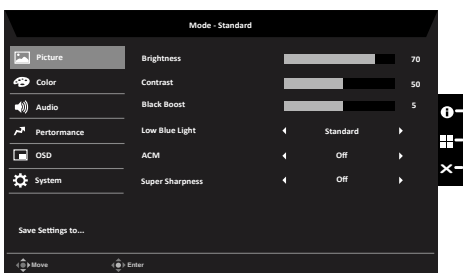 Mode - Standard
Picture
Brightness 70
Color
Contrast 50
Audio
Black Boost 5
Pertormance
Low Blue Light Standard
OSD
ACM Off
System
Super Sharpness Off
Save Settings to...
Move Enter